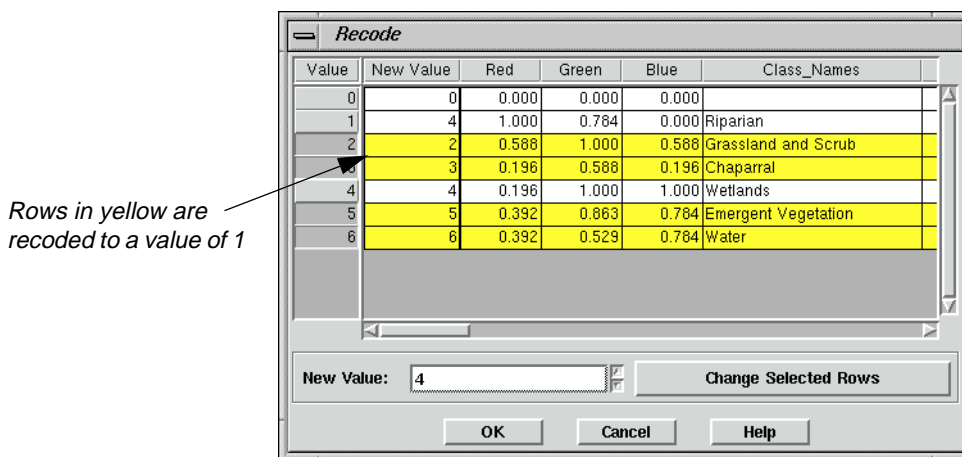 Recode
Value New Value Red Green Blue Class_Names
0 0 0.000 0.000 0.000
1 4 1.000 0.784 0.000 Riparian
2 2 0.588 1.000 0.588 Grassland and Scrub
3 3 0.196 0.588 0.196 Chaparral
4 4 0.196 1.000 1.000 Wetlands
5 5 0.392 0.863 0.784 Emergent Vegetation
6 6 0.392 0.529 0.784 Water
Rows in yellow are
recoded to a value of 1
New Value: 4 Change Selected Rows
OK Cancel Help